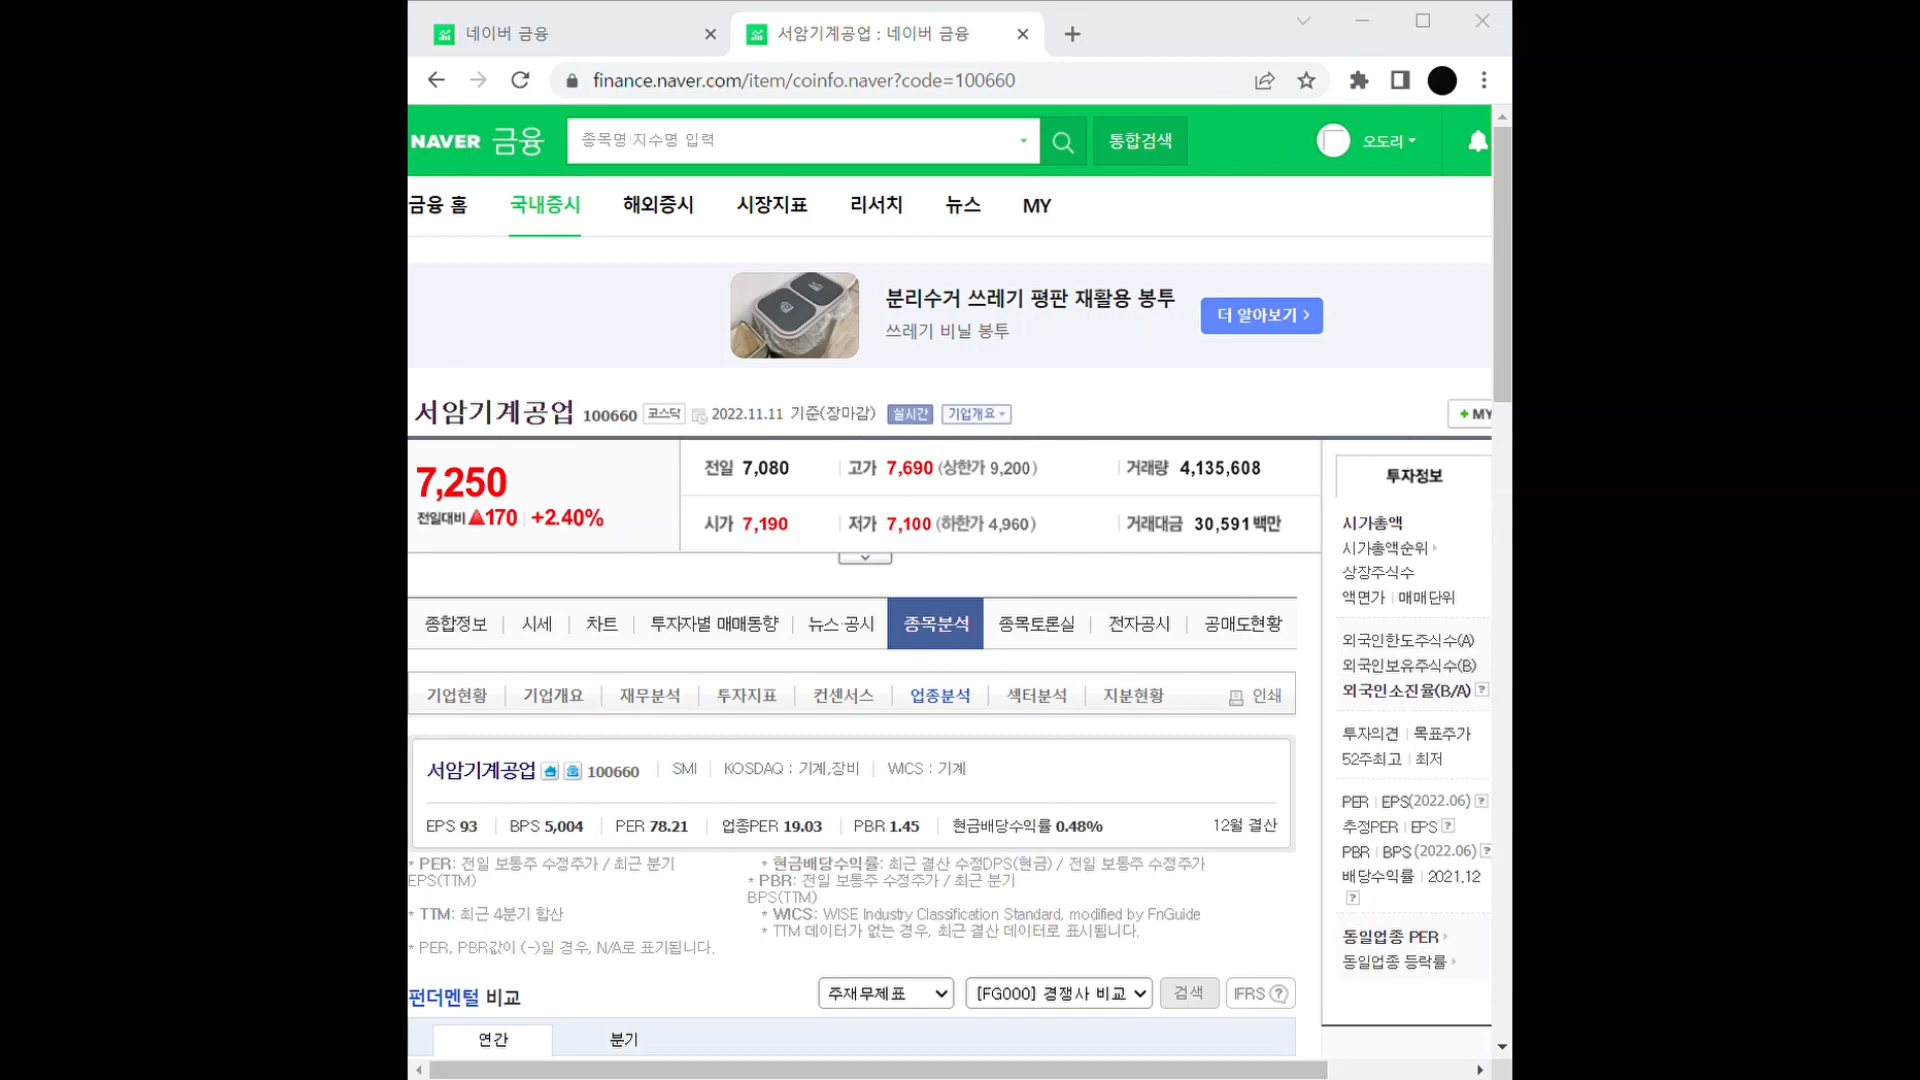 네이버 금융
서암기계공업 : 네이버 금융
finance.naver.com/item/coinfo.naver?code=100660
NAVER 금융
종목명·지수명 입력
통합검색
오도리
금융 홈 국내증시 해외증시 시장지표 리서치 뉴스 MY
분리수거 쓰레기 평판 재활용 봉투
쓰레기 비닐 봉투
더 알아보기 >
서암기계공업 100660 코스닥 2022.11.11 기준(장마감) 실시간 기업개요
+ MY
7,250
전일대비 ▲170 +2.40%
전일 7,080 고가 7,690 (상한가 9,200) 거래량 4,135,608
시가 7,190 저가 7,100 (하한가 4,960) 거래대금 30,591 백만
종합정보 시세 차트 투자자별 매매동향 뉴스·공시 종목분석 종목토론실 전자공시 공매도현황
기업현황 기업개요 재무분석 투자지표 컨센서스 업종분석 섹터분석 지분현황 인쇄
서암기계공업 100660 SMI KOSDAQ : 기계,장비 WICS : 기계
EPS 93 BPS 5,004 PER 78.21 업종PER 19.03 PBR 1.45 현금배당수익률 0.48% 12월 결산
* PER: 전일 보통주 수정주가 / 최근 분기
EPS(TTM)
* TTM: 최근 4분기 합산
* PER, PBR값이 (-)일 경우, N/A로 표기됩니다.
* 현금배당수익률: 최근 결산 수정DPS(현금) / 전일 보통주 수정주가
* PBR: 전일 보통주 수정주가 / 최근 분기
BPS(TTM)
* WICS: WISE Industry Classification Standard, modified by FnGuide
* TTM 데이터가 없는 경우, 최근 결산 데이터로 표시됩니다.
펀더멘털 비교
주재무제표 [FG000] 경쟁사 비교 검색 IFRS ?
연간 분기
투자정보
시가총액
시가총액순위
상장주식수
액면가 매매단위
외국인한도주식수(A)
외국인보유주식수(B)
외국인소진율(B/A) ?
투자의견 목표주가
52주최고 최저
PER EPS(2022.06) ?
추정PER EPS ?
PBR BPS (2022.06) ?
배당수익률 2021.12
?
동일업종 PER
동일업종 등락률